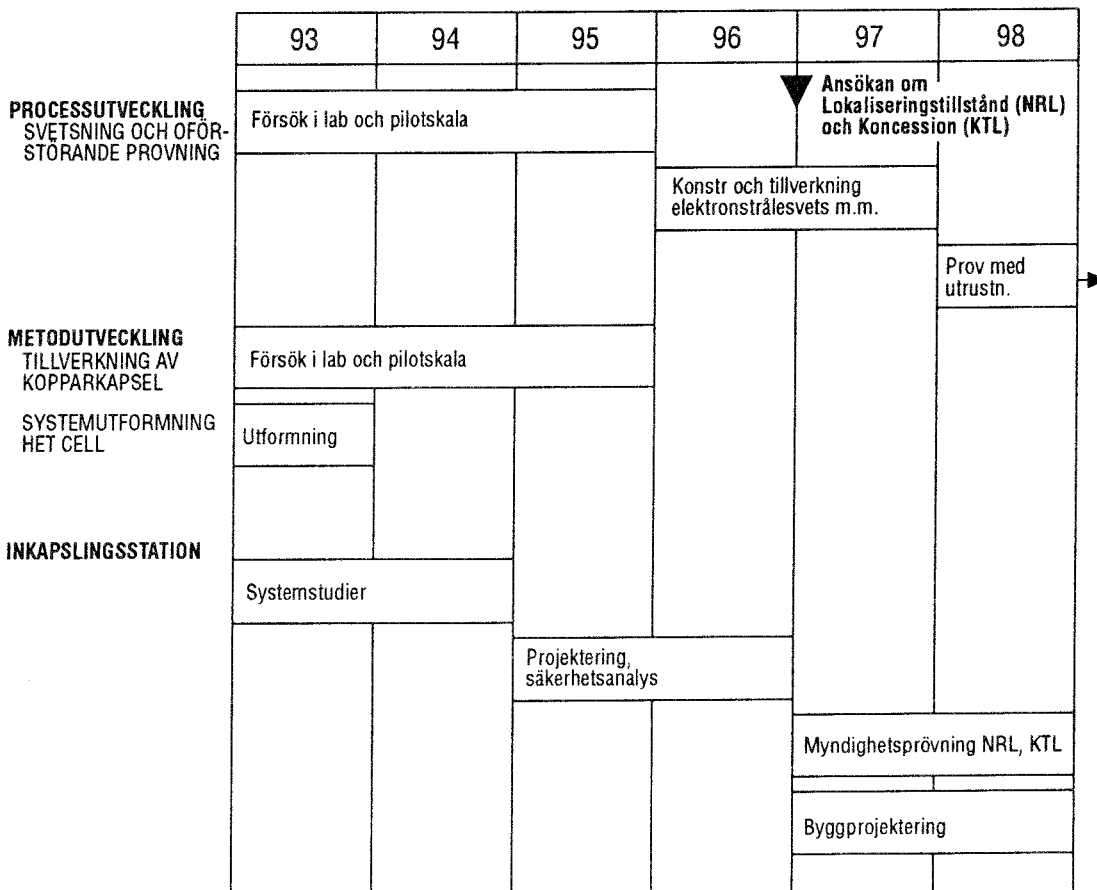 93 94 95 96 97 98
Ansökan om
Lokaliseringstillstånd (NRL)
och Koncession (KTL)
PROCESSUTVECKLING
SVETSNING OCH OFÖR-
STÖRANDE PROVNING
Försök i lab och pilotskala
Konstr och tillverkning
elektronstrålesvets m.m.
Prov med
utrustn.
METODUTVECKLING
TILLVERKNING AV
KOPPARKAPSEL
Försök i lab och pilotskala
SYSTEMUTFORMNING
HET CELL
Utformning
INKAPSLINGSSTATION
Systemstudier
Projektering,
säkerhetsanalys
Myndighetsprövning NRL, KTL
Byggprojektering